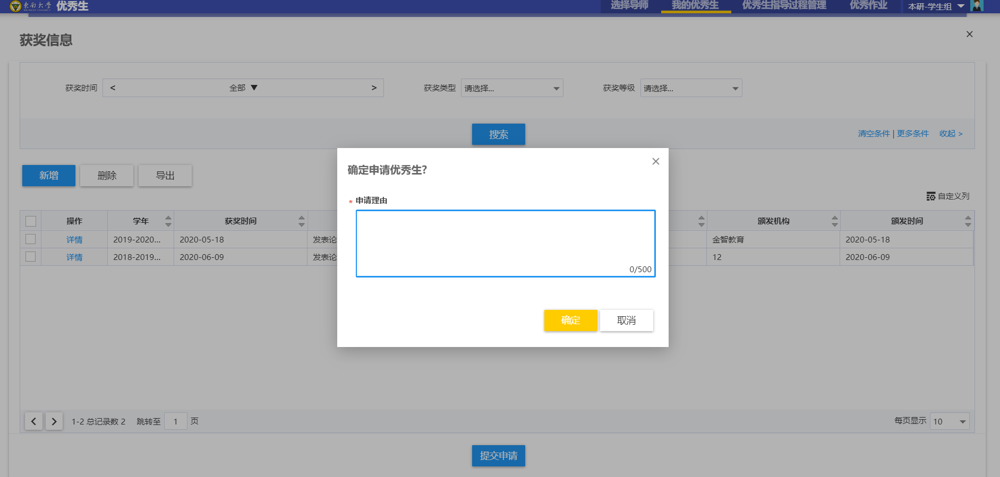 東南大學 优秀生 选择导师 我的优秀生 优秀生指导过程管理 优秀作业 本研-学生组
获奖信息
获奖时间 < 全部 ▼ > 获奖类型 请选择... 获奖等级 请选择...
搜索 清空条件 | 更多条件 收起 >
确定申请优秀生?
新增 删除 导出
自定义列
* 申请理由
0/500
操作 学年 获奖时间 颁发机构 颁发时间
详情 2019-2020... 2020-05-18 发表论 金智教育 2020-05-18
详情 2018-2019... 2020-06-09 发表论 12 2020-06-09
确定 取消
1-2 总记录数 2 跳转至 1 页 每页显示 10
提交申请